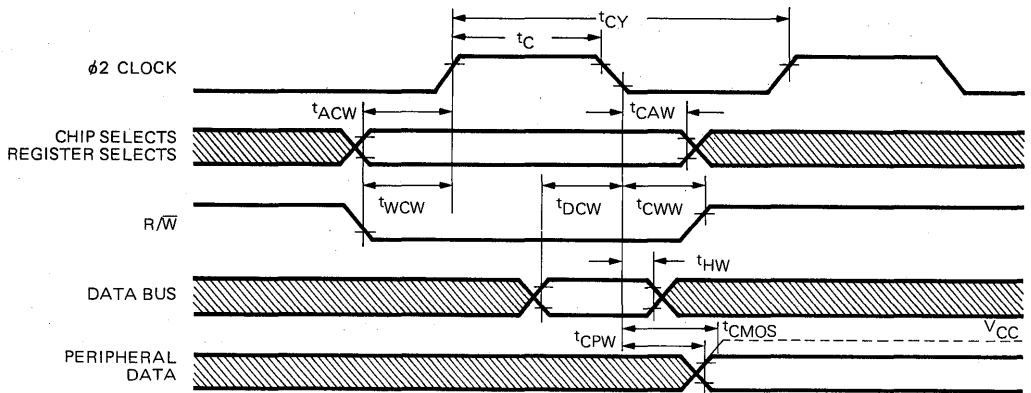 tCY
tC
ϕ2 CLOCK
tACW
tCAW
CHIP SELECTS
REGISTER SELECTS
tWCW
tDCW
tCWW
R/W̅
tHW
DATA BUS
tCPW
tCMOS
VCC
PERIPHERAL
DATA